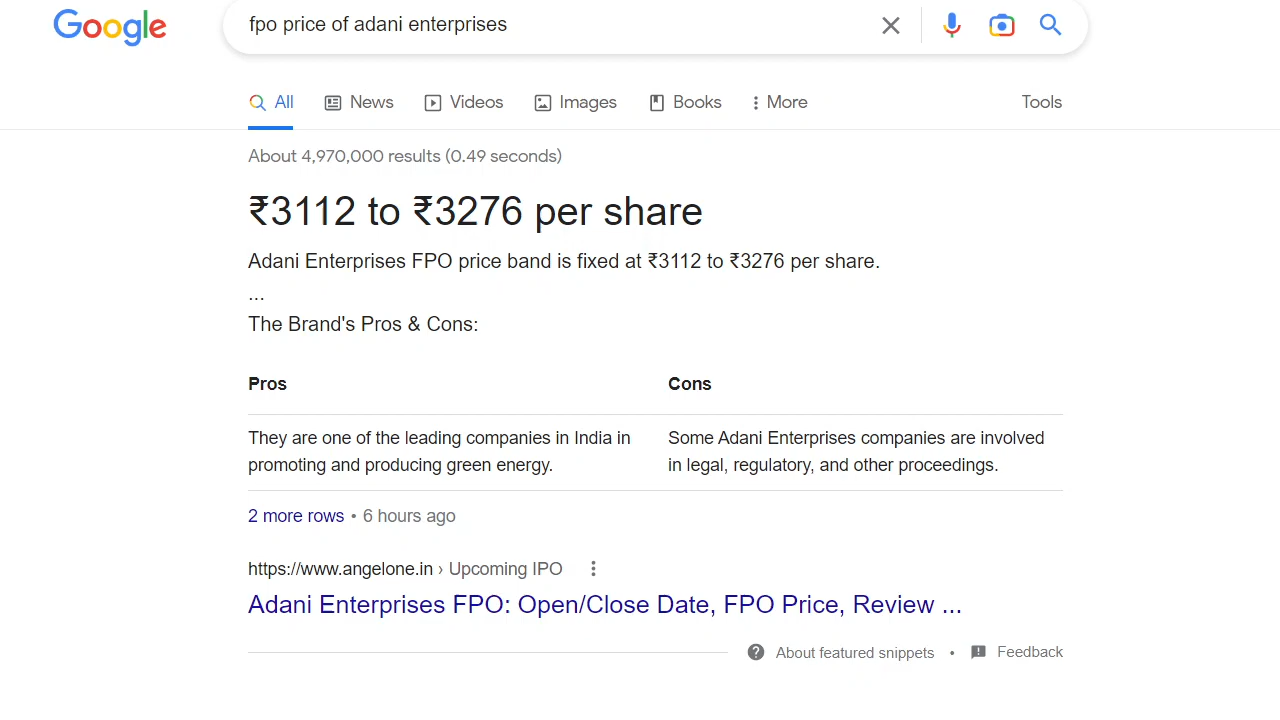 Google
fpo price of adani enterprises
All News Videos Images Books More Tools
About 4,970,000 results (0.49 seconds)
₹3112 to ₹3276 per share
Adani Enterprises FPO price band is fixed at ₹3112 to ₹3276 per share.
...
The Brand's Pros & Cons:
Pros Cons
They are one of the leading companies in India in Some Adani Enterprises companies are involved
promoting and producing green energy. in legal, regulatory, and other proceedings.
2 more rows • 6 hours ago
https://www.angelone.in › Upcoming IPO
Adani Enterprises FPO: Open/Close Date, FPO Price, Review ...
About featured snippets • Feedback